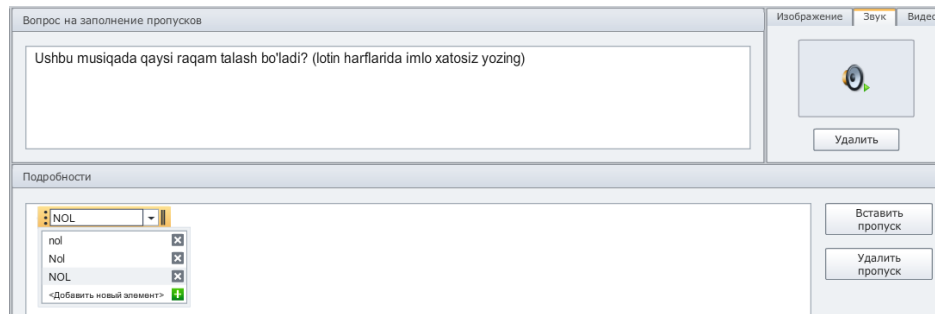 Вопрос на заполнение пропусков
Изображение Звук Видео
Ushbu musiqada qaysi raqam talash bo'ladi? (lotin harflarida imlo xatosiz yozing)
Удалить
Подробности
NOL
nol
Nol
NOL
<Добавить новый элемент>
Вставить
пропуск
Удалить
пропуск